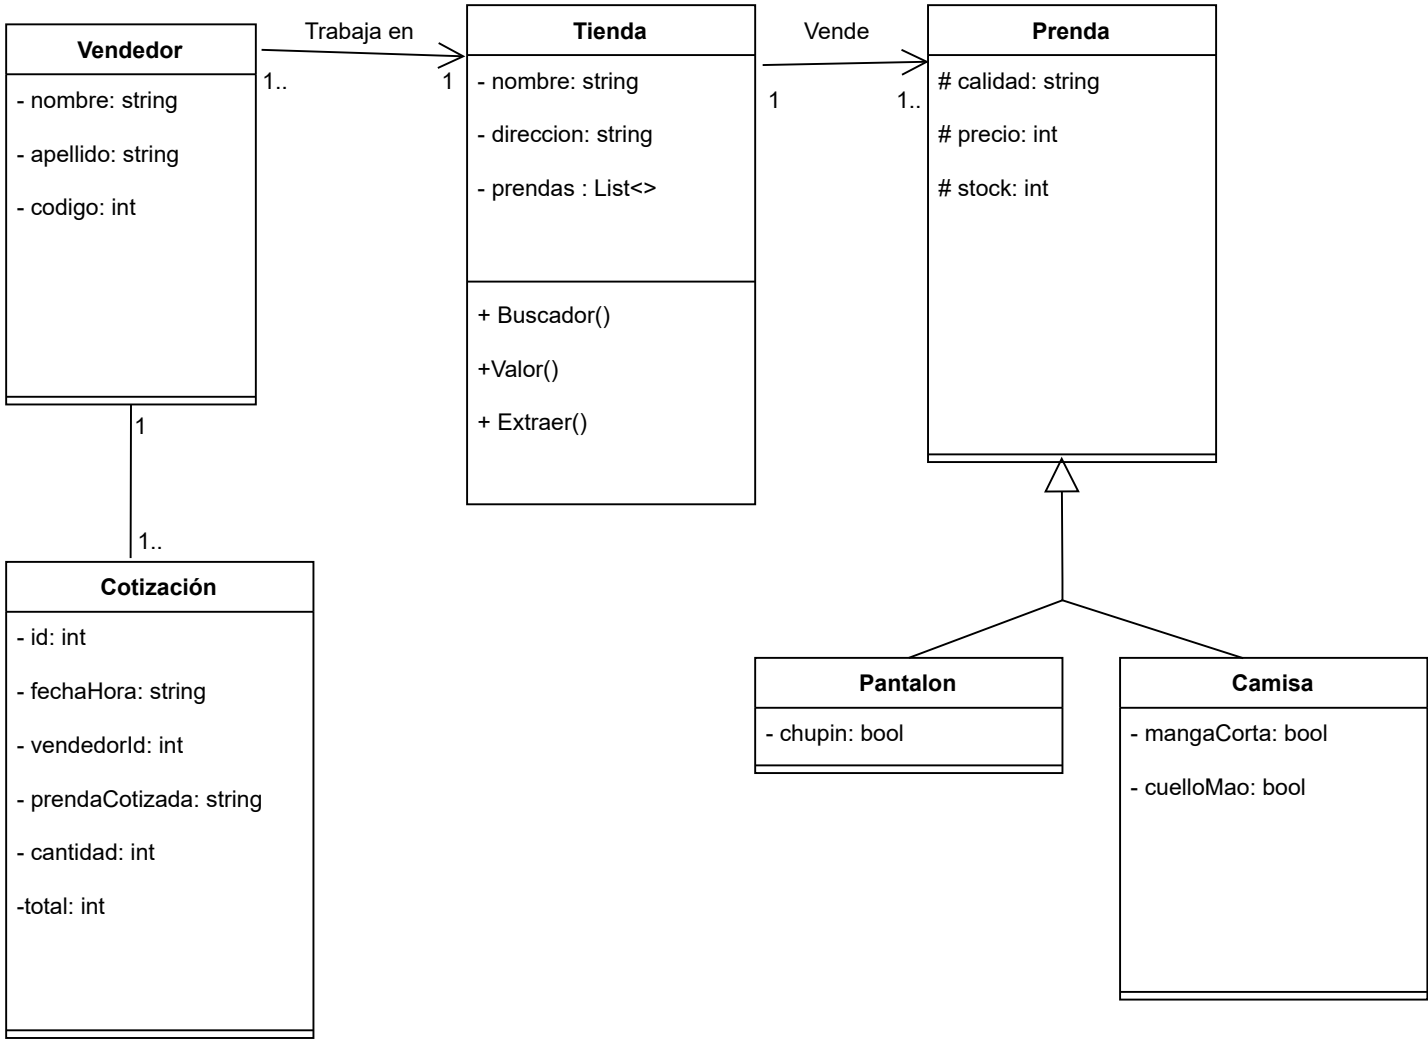 Vendedor
- nombre: string
- apellido: string
- codigo: int
Trabaja en
1..
1
Tienda
- nombre: string
- direccion: string
- prendas : List<>
+ Buscador()
+Valor()
+ Extraer()
Vende
1
1..
Prenda
# calidad: string
# precio: int
# stock: int
1
1..
Cotización
- id: int
- fechaHora: string
- vendedorId: int
- prendaCotizada: string
- cantidad: int
-total: int
Pantalon
- chupin: bool
Camisa
- mangaCorta: bool
- cuelloMao: bool